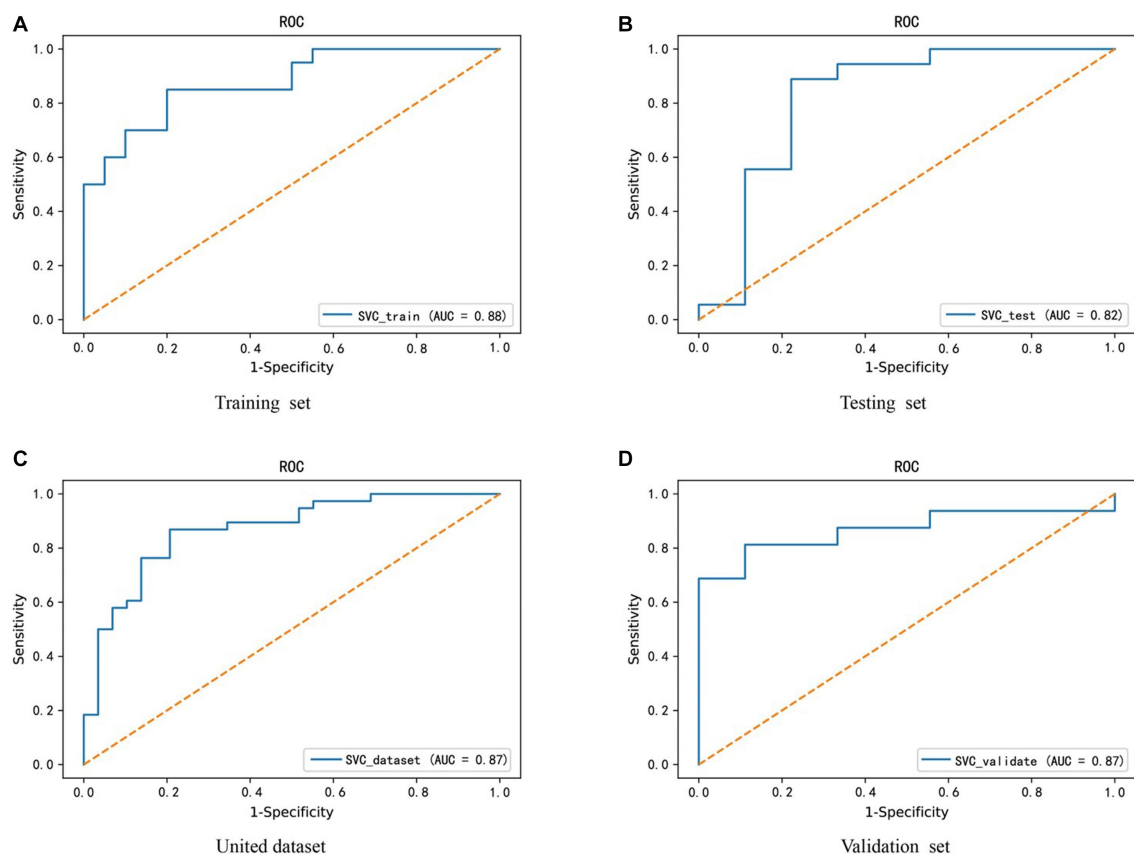 A
ROC
1.0
0.8
0.6
0.4
0.2
0.0
Sensitivity
SVC_train (AUC = 0.88)
0.0 0.2 0.4 0.6 0.8 1.0
1-Specificity
Training set
B
ROC
1.0
0.8
0.6
0.4
0.2
0.0
Sensitivity
SVC_test (AUC = 0.82)
0.0 0.2 0.4 0.6 0.8 1.0
1-Specificity
Testing set
C
ROC
1.0
0.8
0.6
0.4
0.2
0.0
Sensitivity
SVC_dataset (AUC = 0.87)
0.0 0.2 0.4 0.6 0.8 1.0
1-Specificity
United dataset
D
ROC
1.0
0.8
0.6
0.4
0.2
0.0
Sensitivity
SVC_validate (AUC = 0.87)
0.0 0.2 0.4 0.6 0.8 1.0
1-Specificity
Validation set